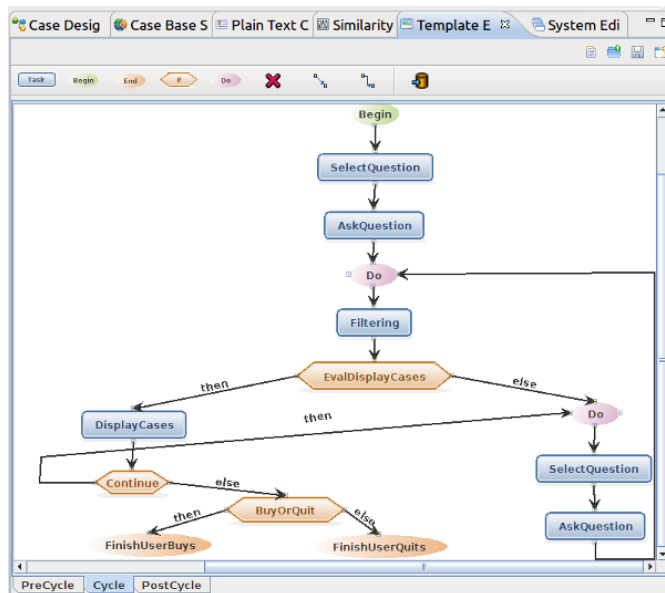 Case Desig
Case Base S
Plain Text C
Similarity
Template E
System Edi
Task
Begin
End
If
Do
Begin
SelectQuestion
AskQuestion
Do
Filtering
EvalDisplayCases
then
else
DisplayCases
then
Do
Continue
else
SelectQuestion
BuyOrQuit
then
else
AskQuestion
FinishUserBuys
FinishUserQuits
PreCycle
Cycle
PostCycle